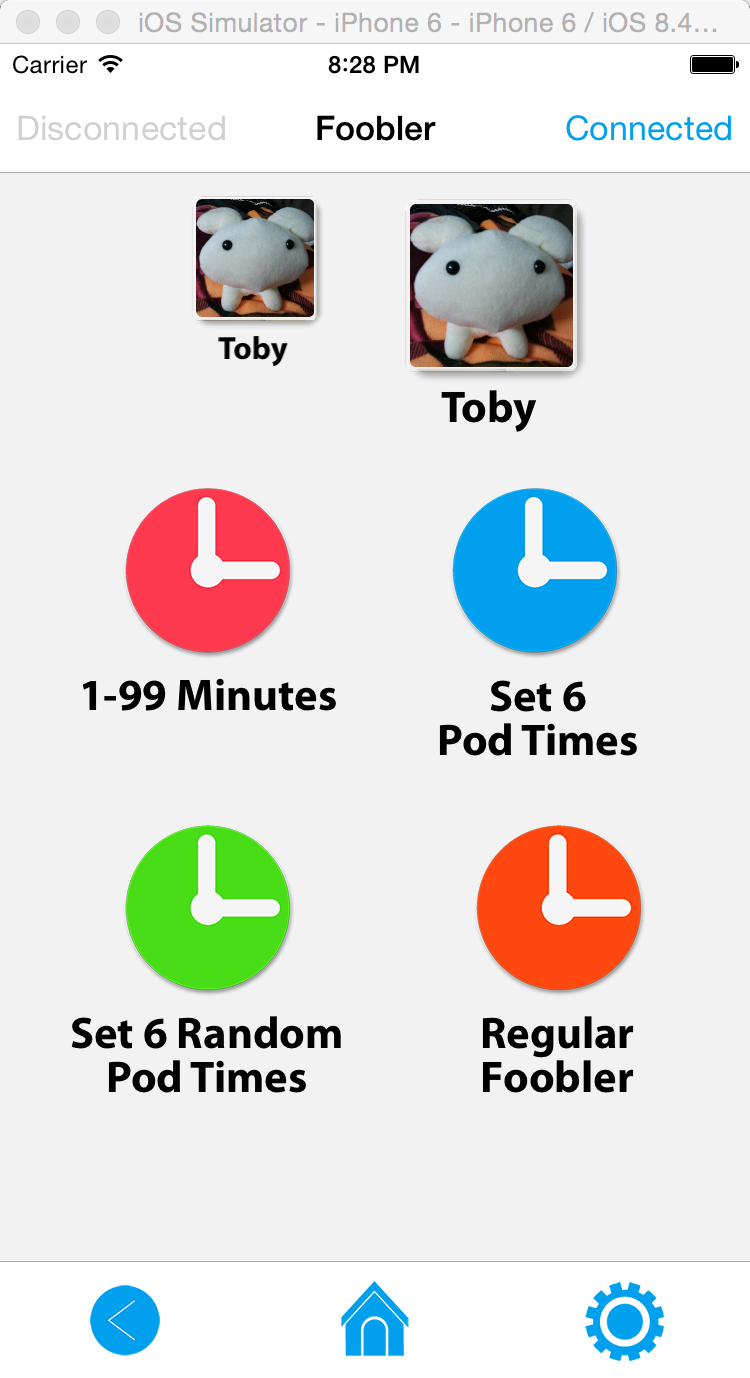 iOS Simulator - iPhone 6 - iPhone 6 / iOS 8.4...
Carrier 8:28 PM
Disconnected Foobler Connected
Toby
Toby
1-99 Minutes
Set 6
Pod Times
Set 6 Random
Pod Times
Regular
Foobler